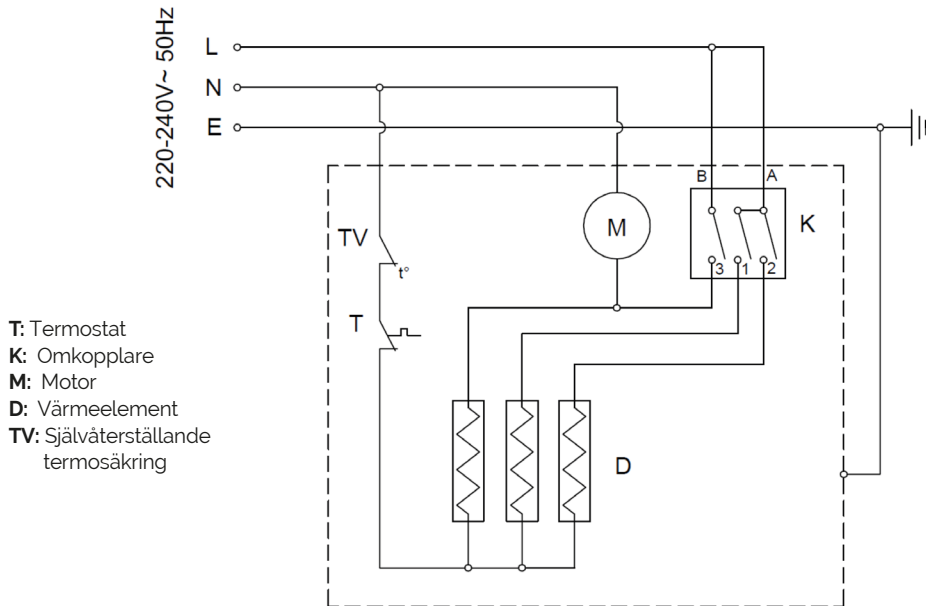 220-240V~ 50Hz
L
N
E
B A
K
M
TV
t°
3 1 2
T
D
T: Termostat
K: Omkopplare
M: Motor
D: Värmeelement
TV: Självåterställande
termosäkring